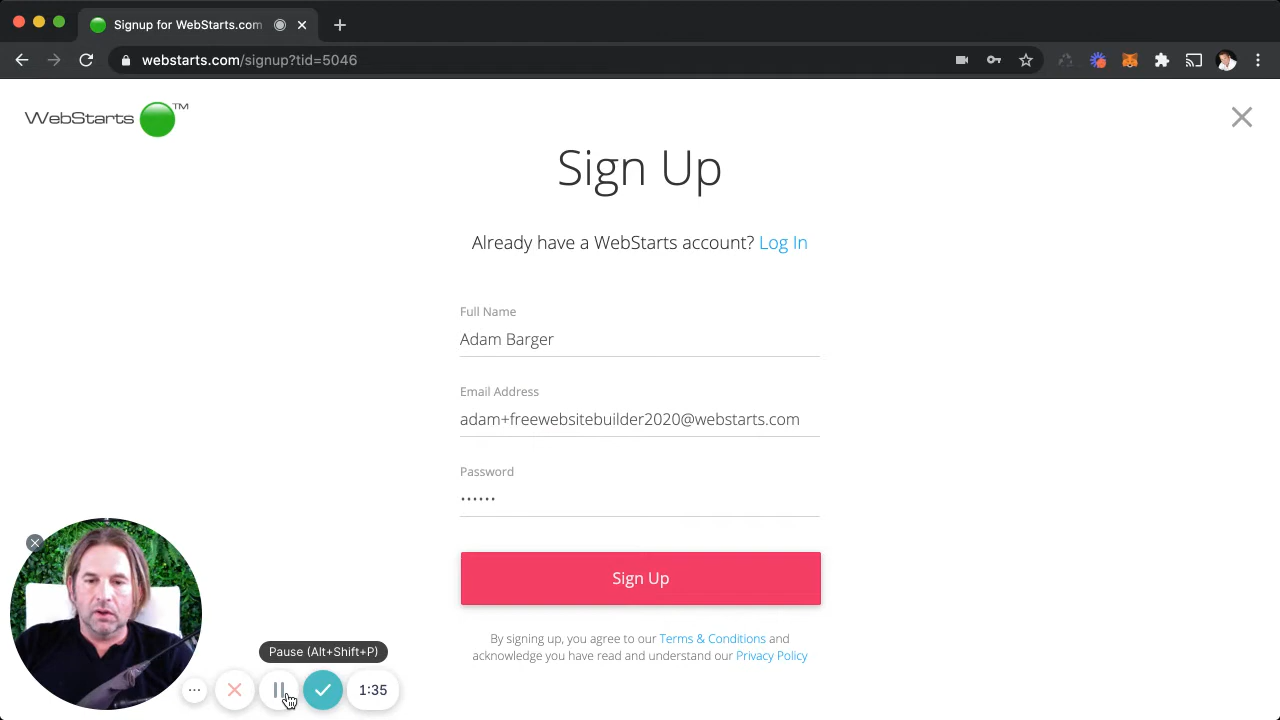 Signup for WebStarts.com
webstarts.com/signup?tid=5046
WebStarts TM
Sign Up
Already have a WebStarts account? Log In
Full Name
Adam Barger
Email Address
adam+freewebsitebuilder2020@webstarts.com
Password
••••••
Sign Up
By signing up, you agree to our Terms & Conditions and
acknowledge you have read and understand our Privacy Policy
Pause (Alt+Shift+P)
1:35